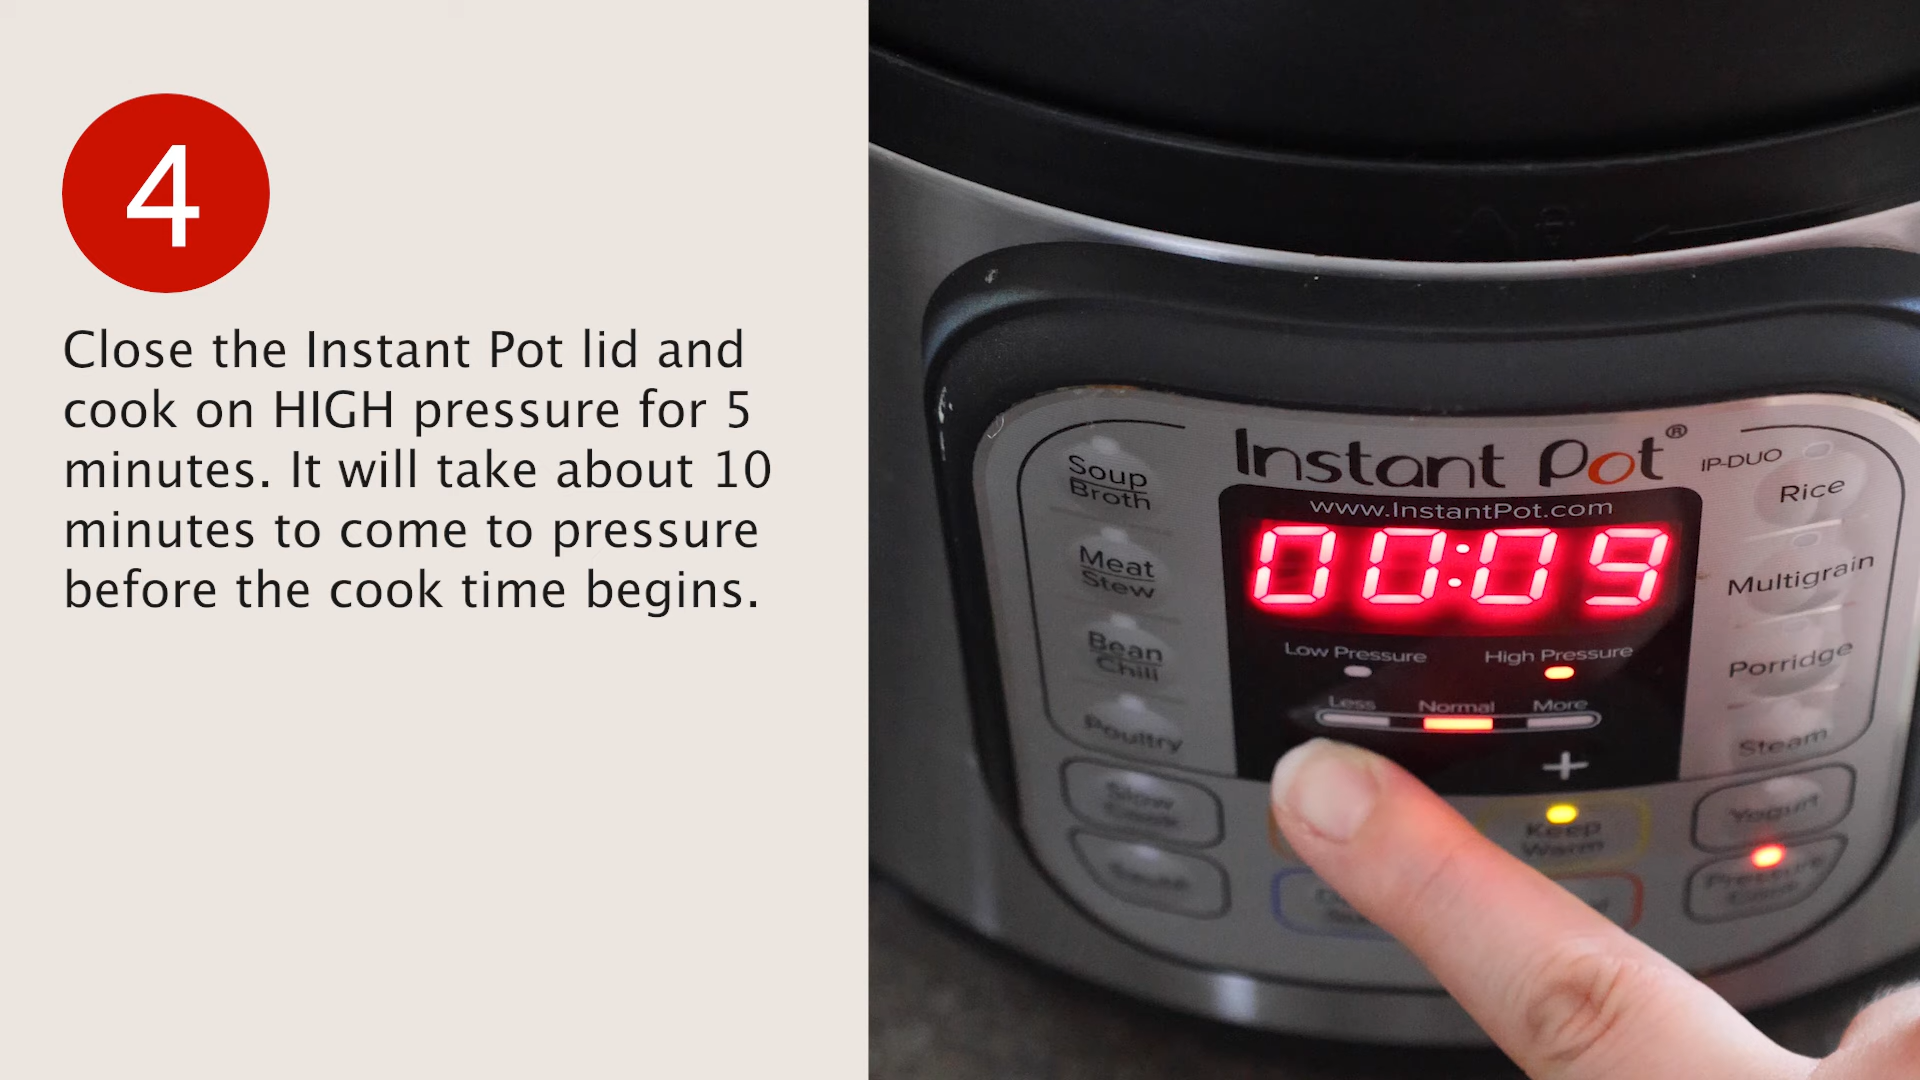 4
Close the Instant Pot lid and
cook on HIGH pressure for 5
minutes. It will take about 10
minutes to come to pressure
before the cook time begins.
Instant Pot® IP-DUO
www.InstantPot.com
00:09
Low Pressure High Pressure
Less Normal More
+
Soup
Broth
Meat
Stew
Bean
Chili
Poultry
Slow
Rice
Multigrain
Porridge
Steam
Yogurt
Keep
Warm
Pressure